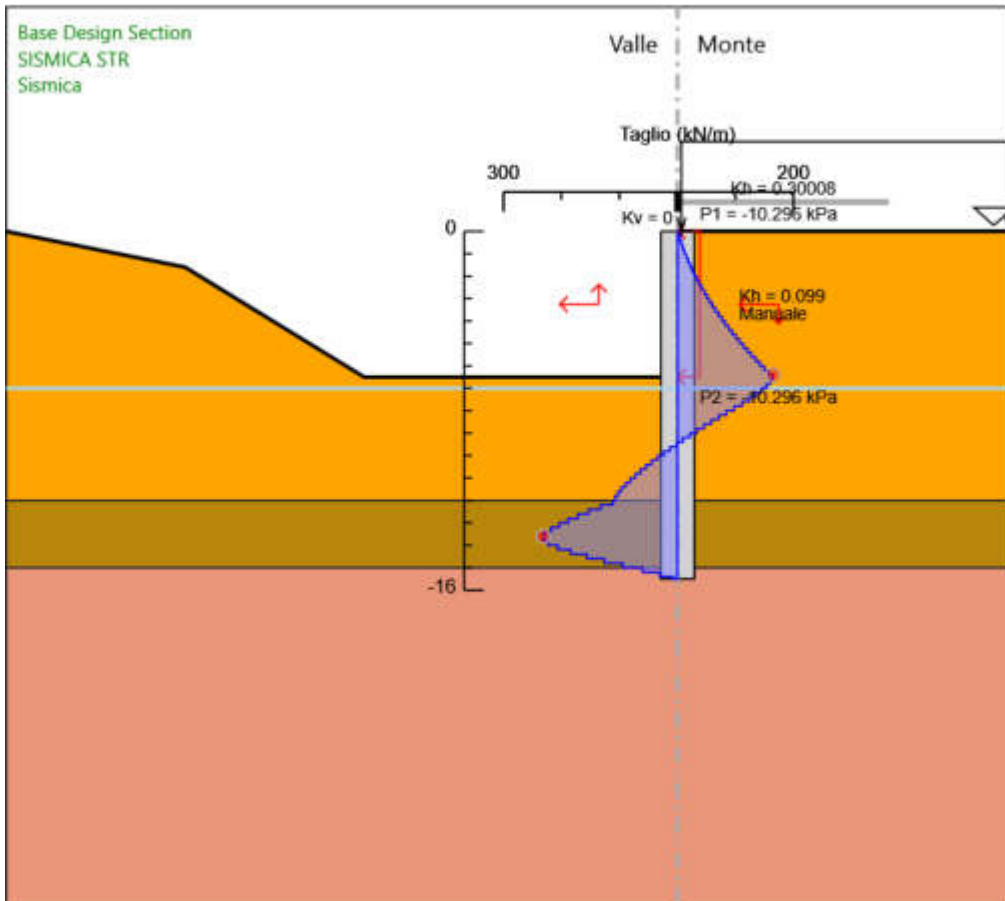 Base Design Section
SISMICA STR
Sismica
Valle
Monte
Taglio (kN/m)
300
200
Kh = 0.30008
Kv = 0
P1 = -10.296 kPa
0
Kh = 0.099
Manuale
P2 = -10.296 kPa
-16